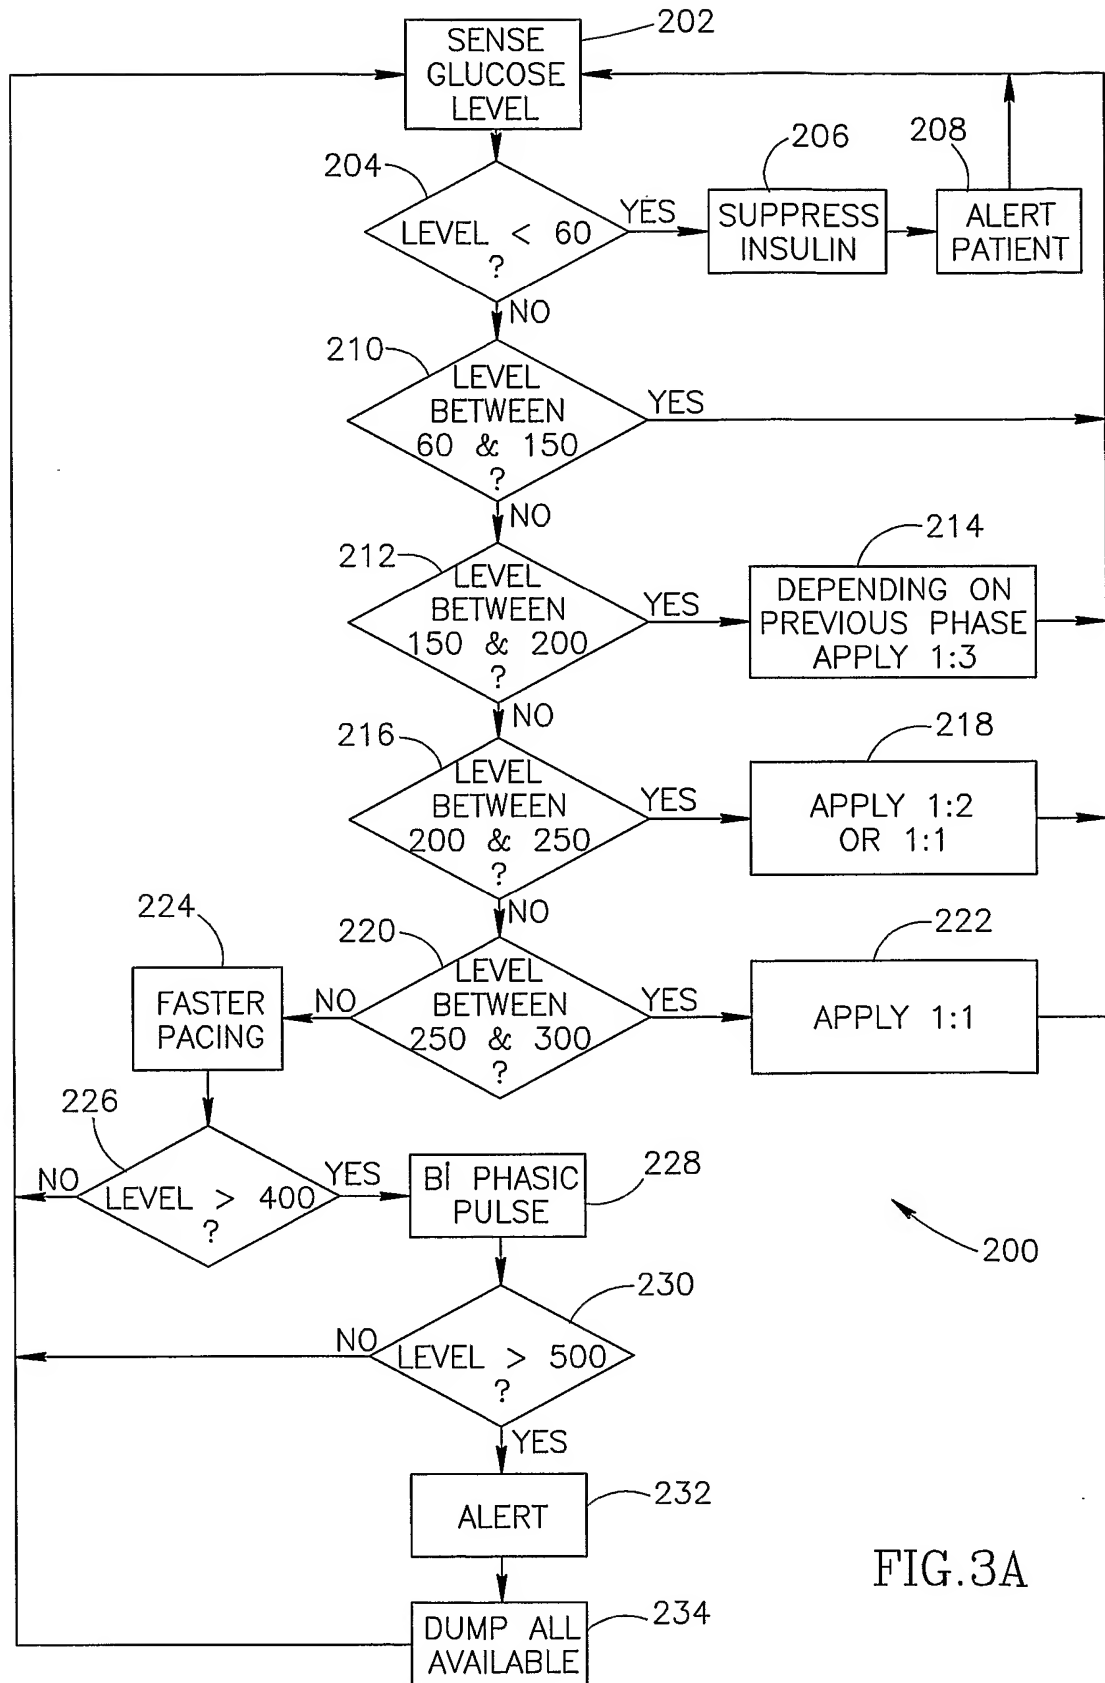 202
SENSE
GLUCOSE
LEVEL
204
LEVEL < 60
?
YES
206
SUPPRESS
INSULIN
208
ALERT
PATIENT
NO
210
LEVEL
BETWEEN
60 & 150
?
YES
NO
212
LEVEL
BETWEEN
150 & 200
?
YES
214
DEPENDING ON
PREVIOUS PHASE
APPLY 1:3
NO
216
LEVEL
BETWEEN
200 & 250
?
YES
218
APPLY 1:2
OR 1:1
NO
220
LEVEL
BETWEEN
250 & 300
?
YES
222
APPLY 1:1
NO
224
FASTER
PACING
226
LEVEL > 400
?
NO
YES
BI PHASIC
PULSE
228
200
230
LEVEL > 500
?
NO
YES
ALERT
232
DUMP ALL
AVAILABLE
234
FIG.3A